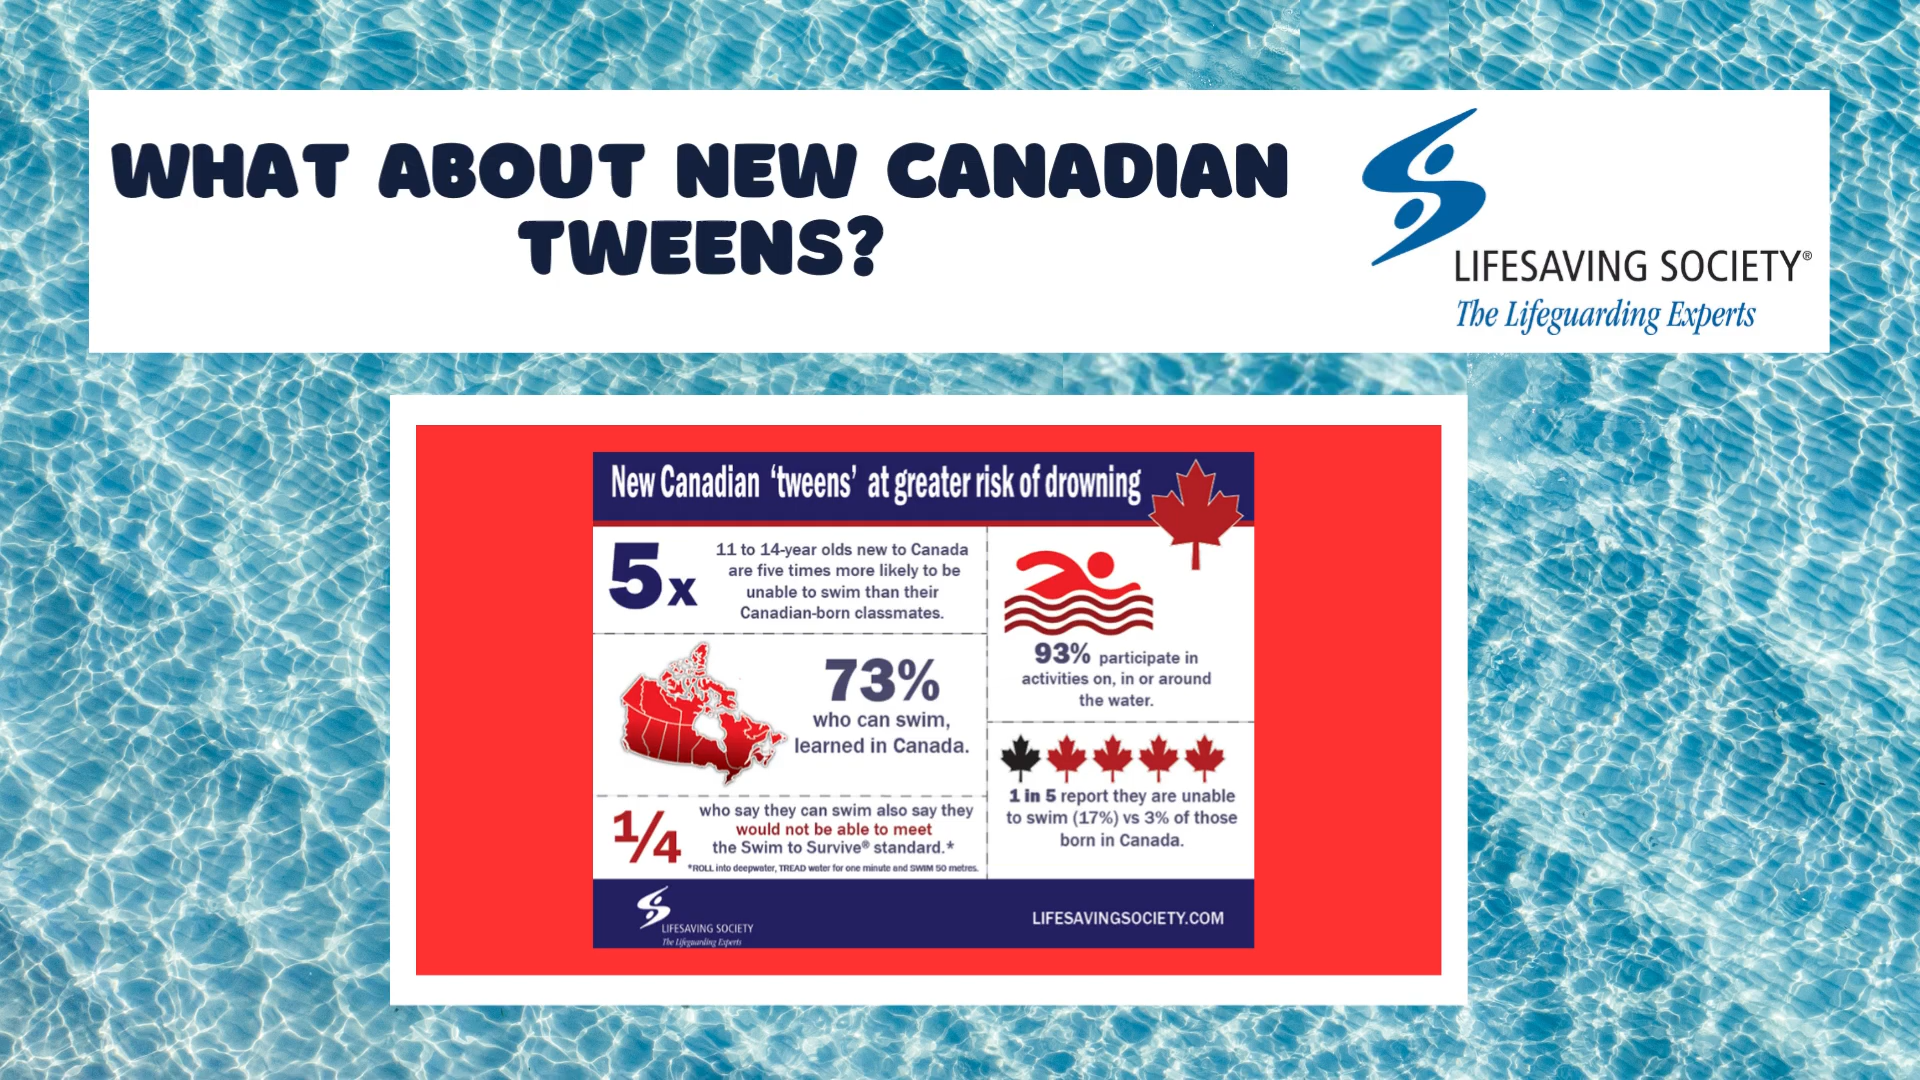 WHAT ABOUT NEW CANADIAN
TWEENS?
LIFESAVING SOCIETY®
The Lifeguarding Experts
New Canadian 'tweens' at greater risk of drowning
5x
11 to 14-year olds new to Canada
are five times more likely to be
unable to swim than their
Canadian-born classmates.
73%
who can swim,
learned in Canada.
1/4
who say they can swim also say they
would not be able to meet
the Swim to Survive® standard.*
*ROLL into deepwater, TREAD water for one minute and SWIM 50 metres.
93% participate in
activities on, in or around
the water.
1 in 5 report they are unable
to swim (17%) vs 3% of those
born in Canada.
LIFESAVING SOCIETY
The Lifeguarding Experts
LIFESAVINGSOCIETY.COM